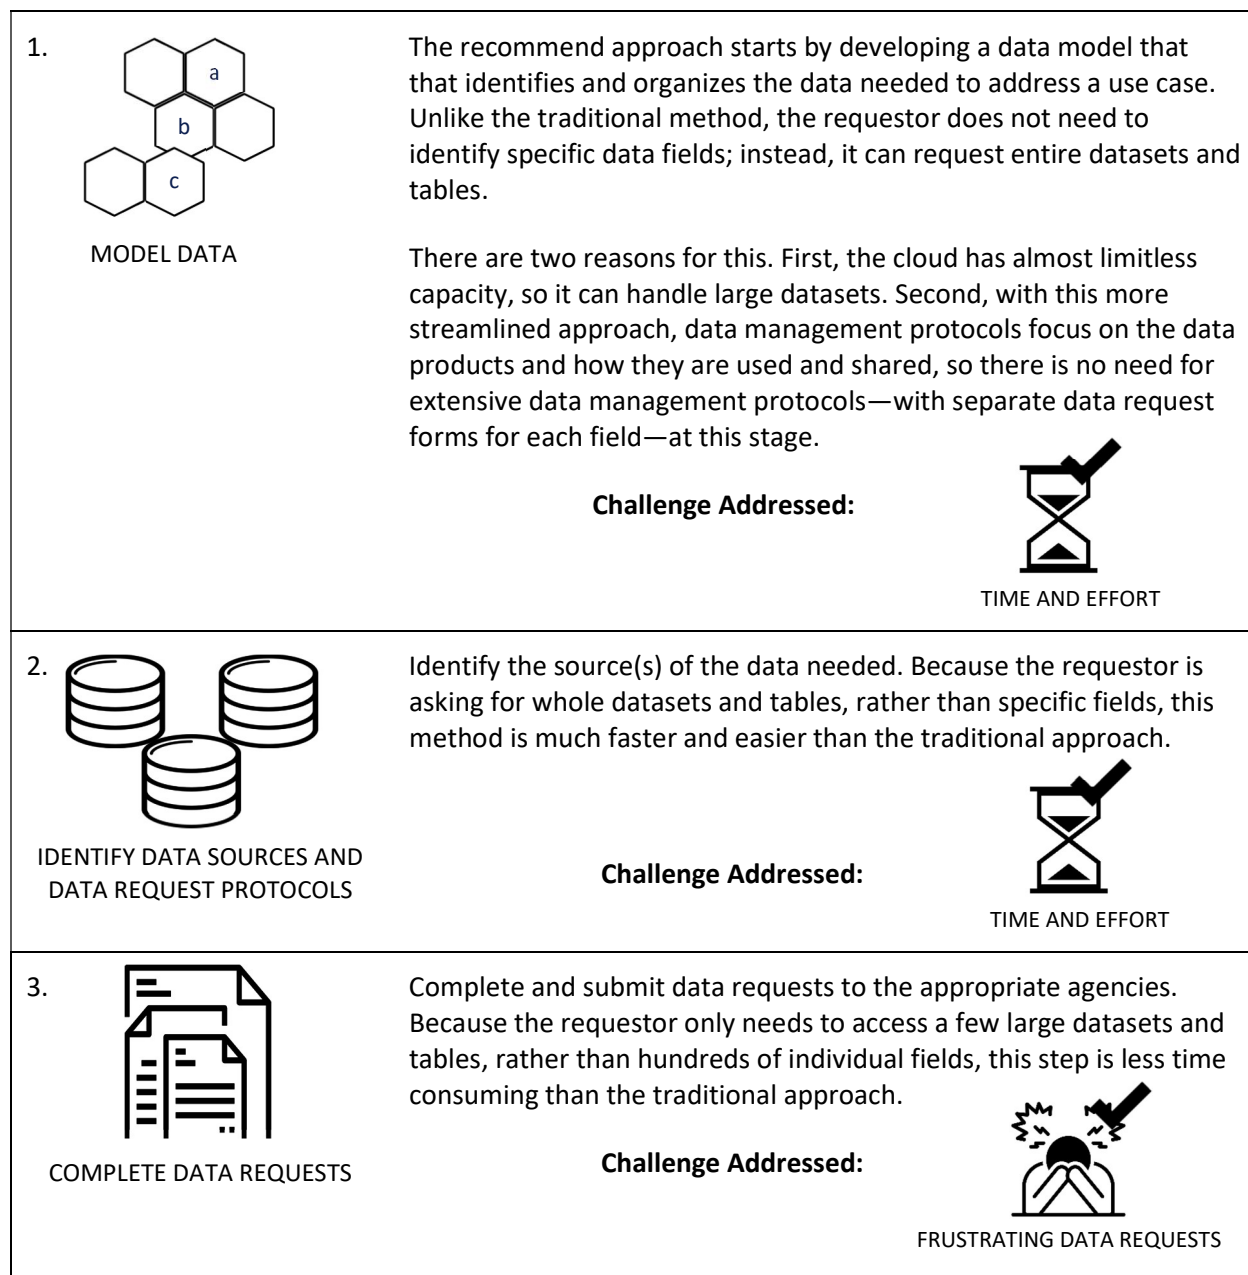 1.
a
b
c
MODEL DATA
The recommend approach starts by developing a data model that
that identifies and organizes the data needed to address a use case.
Unlike the traditional method, the requestor does not need to
identify specific data fields; instead, it can request entire datasets and
tables.
There are two reasons for this. First, the cloud has almost limitless
capacity, so it can handle large datasets. Second, with this more
streamlined approach, data management protocols focus on the data
products and how they are used and shared, so there is no need for
extensive data management protocols—with separate data request
forms for each field—at this stage.
Challenge Addressed:
TIME AND EFFORT
2.
IDENTIFY DATA SOURCES AND
DATA REQUEST PROTOCOLS
Identify the source(s) of the data needed. Because the requestor is
asking for whole datasets and tables, rather than specific fields, this
method is much faster and easier than the traditional approach.
Challenge Addressed:
TIME AND EFFORT
3.
COMPLETE DATA REQUESTS
Complete and submit data requests to the appropriate agencies.
Because the requestor only needs to access a few large datasets and
tables, rather than hundreds of individual fields, this step is less time
consuming than the traditional approach.
Challenge Addressed:
FRUSTRATING DATA REQUESTS